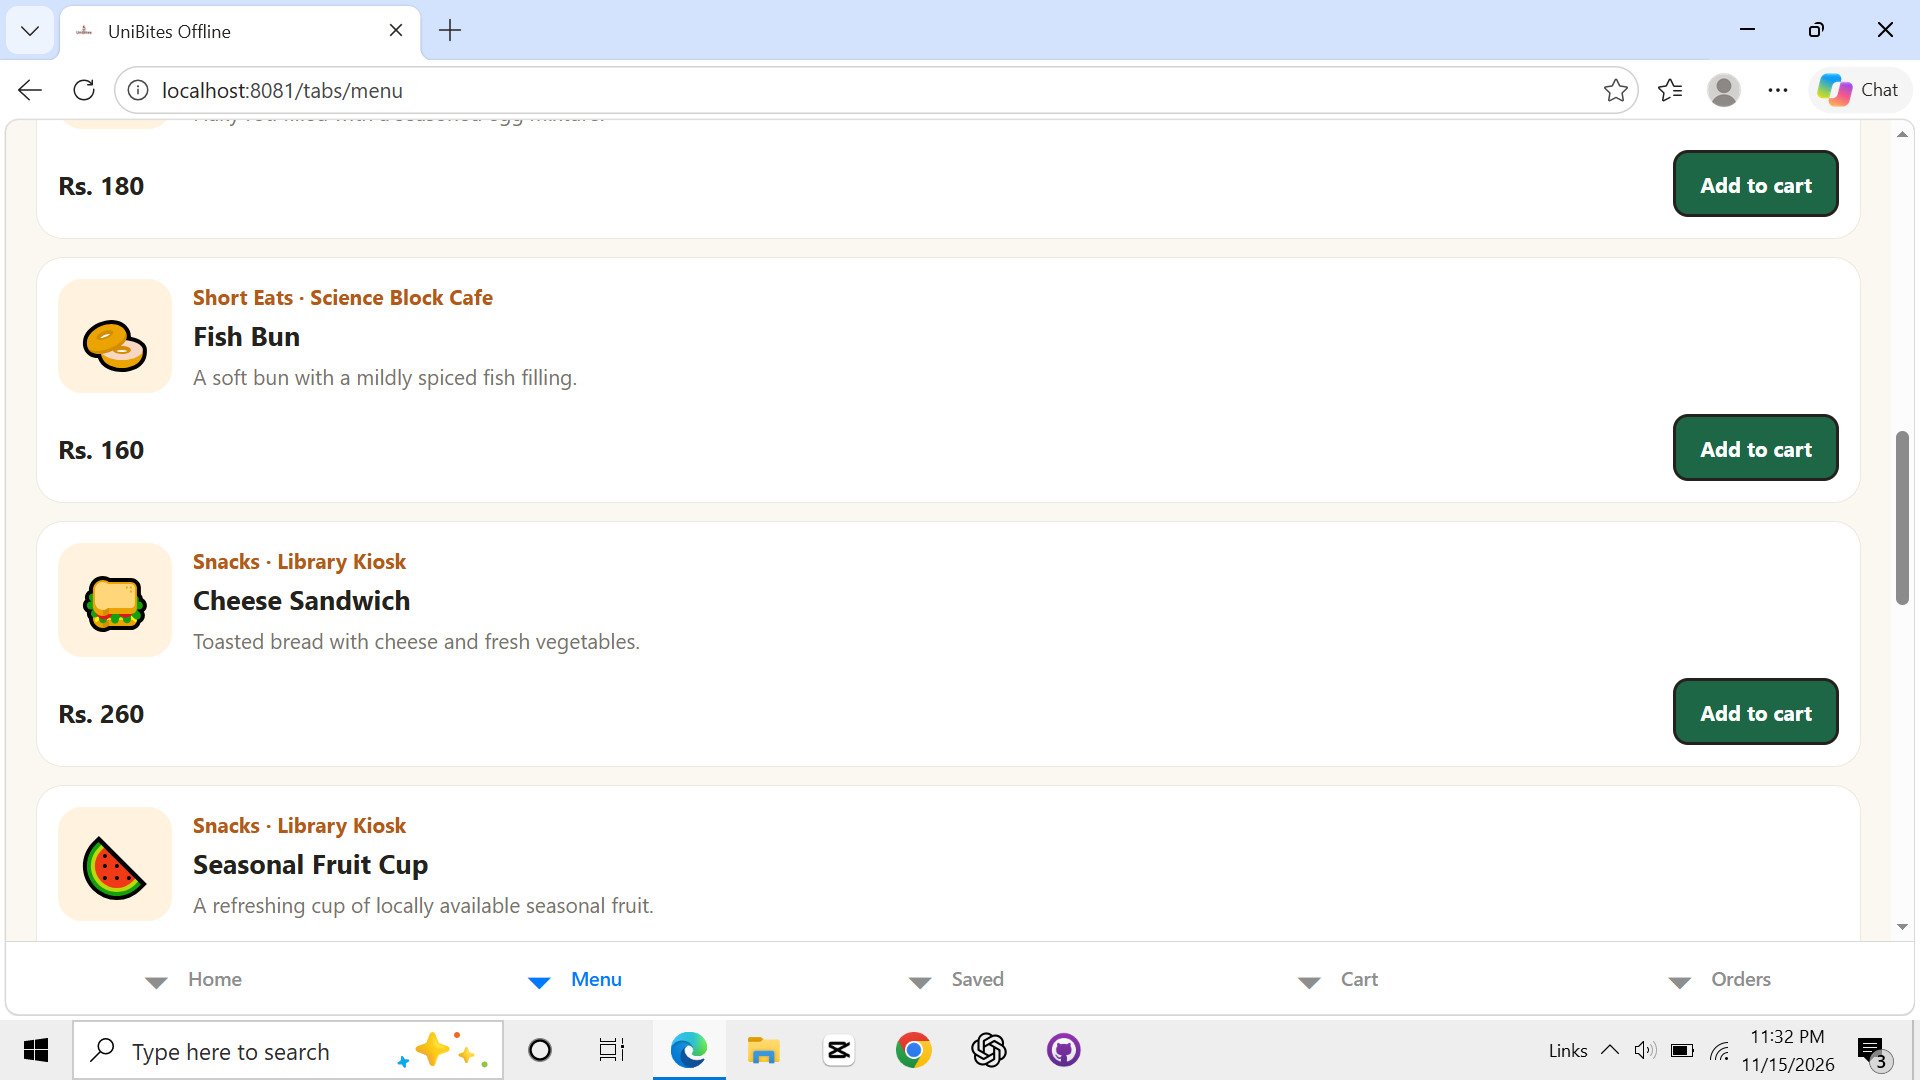 UniBites Offline
localhost:8081/tabs/menu
Chat
Rs. 180
Add to cart
Short Eats · Science Block Cafe
Fish Bun
A soft bun with a mildly spiced fish filling.
Rs. 160
Add to cart
Snacks · Library Kiosk
Cheese Sandwich
Toasted bread with cheese and fresh vegetables.
Rs. 260
Add to cart
Snacks · Library Kiosk
Seasonal Fruit Cup
A refreshing cup of locally available seasonal fruit.
Home
Menu
Saved
Cart
Orders
Type here to search
Links
11:32 PM
11/15/2026
3